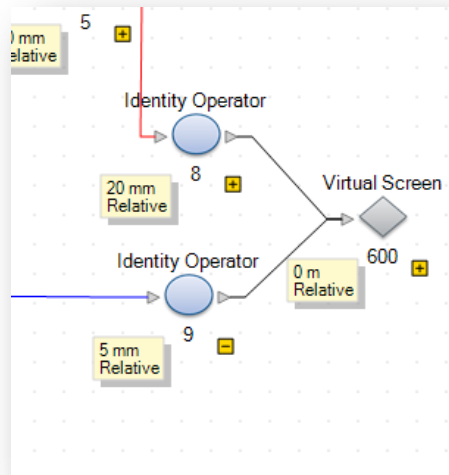 5
mm
elative
Identity Operator
8
20 mm
Relative
Virtual Screen
600
0 m
Relative
Identity Operator
9
5 mm
Relative